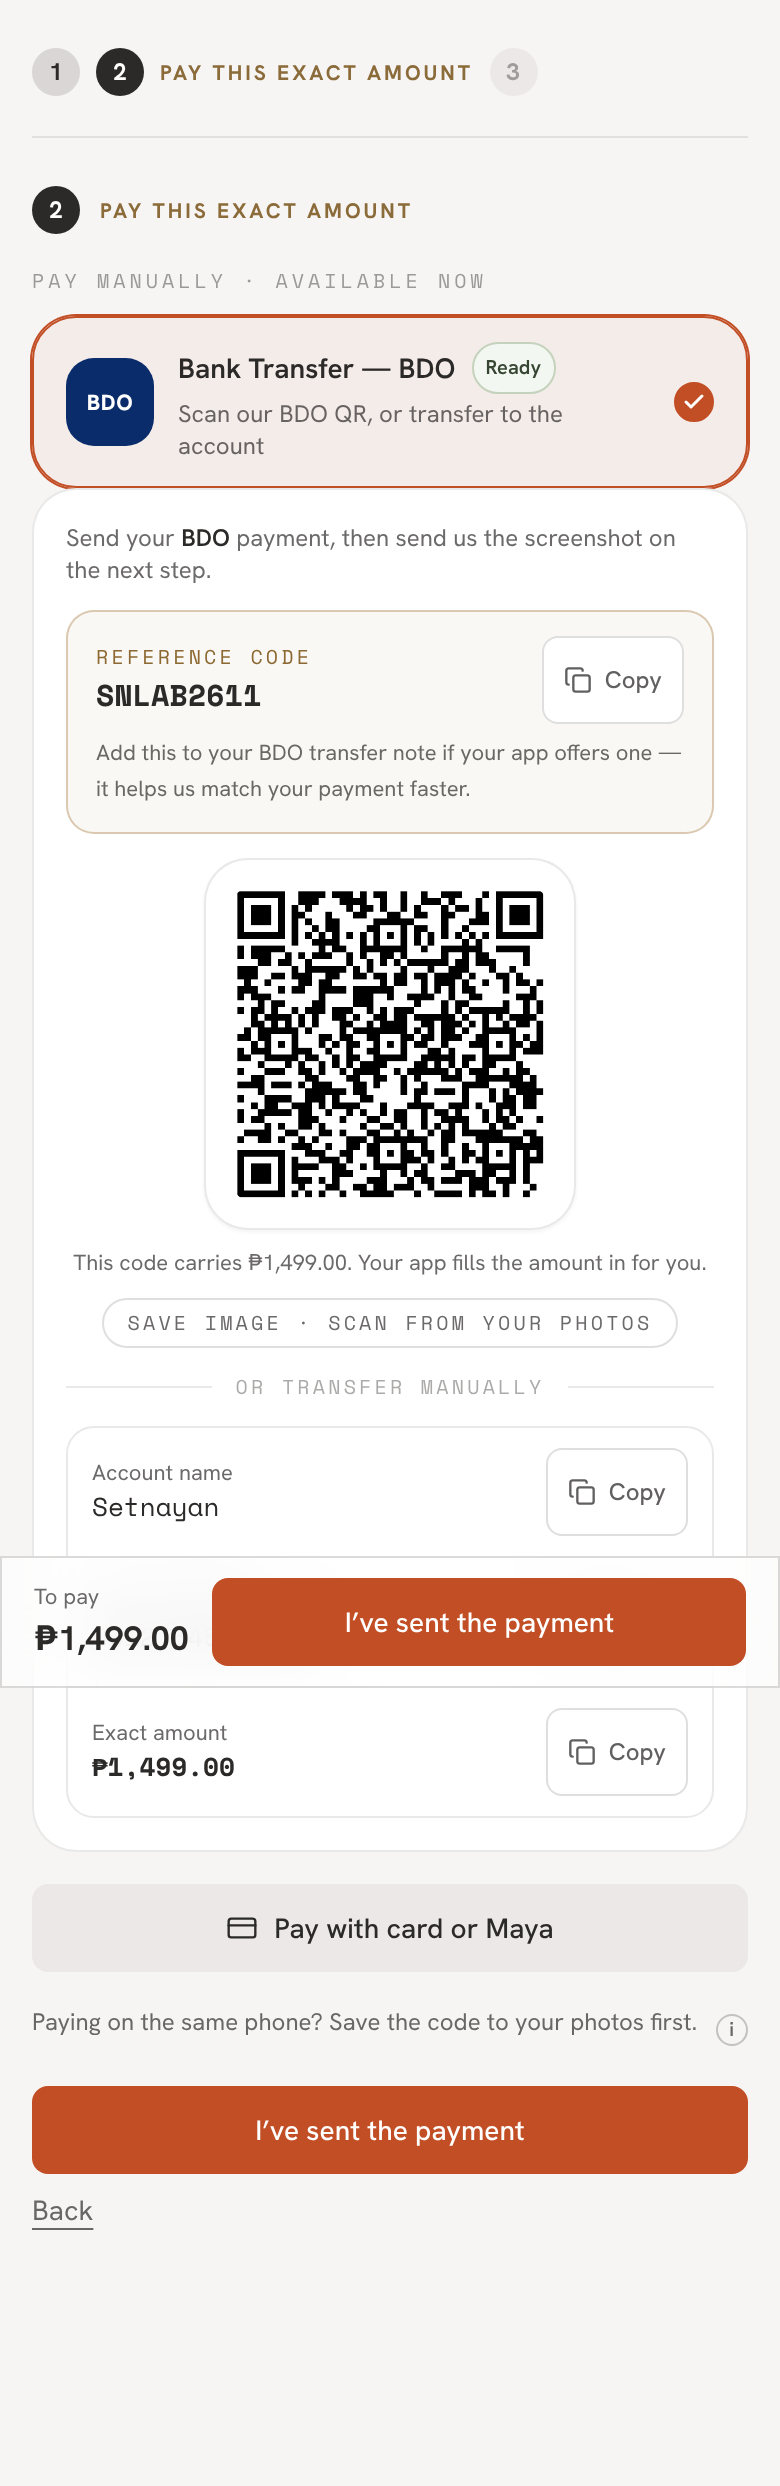 1 2 PAY THIS EXACT AMOUNT 3
2 PAY THIS EXACT AMOUNT
PAY MANUALLY · AVAILABLE NOW
BDO
Bank Transfer — BDO Ready
Scan our BDO QR, or transfer to the
account
Send your BDO payment, then send us the screenshot on
the next step.
REFERENCE CODE
SNLAB2611
Copy
Add this to your BDO transfer note if your app offers one —
it helps us match your payment faster.
This code carries ₱1,499.00. Your app fills the amount in for you.
SAVE IMAGE · SCAN FROM YOUR PHOTOS
OR TRANSFER MANUALLY
Account name
Setnayan
Copy
To pay
₱1,499.00
I’ve sent the payment
Exact amount
₱1,499.00
Copy
Pay with card or Maya
Paying on the same phone? Save the code to your photos first. i
I’ve sent the payment
Back